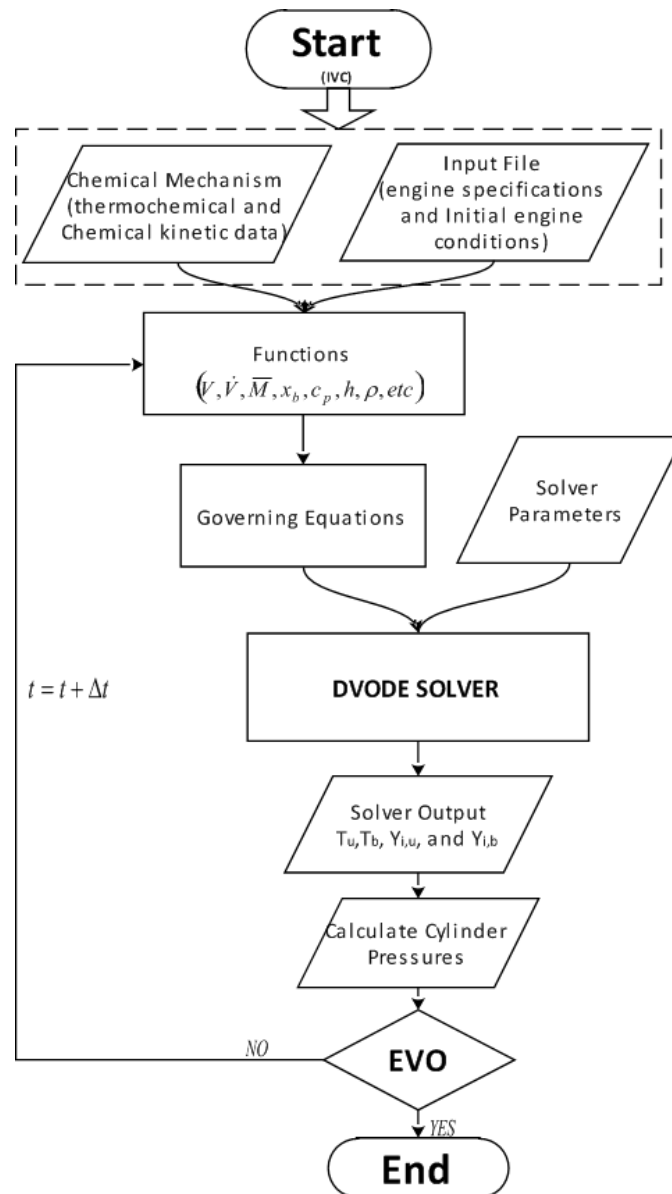 Start
(IVC)
Chemical Mechanism
(thermochemical and
Chemical kinetic data)
Input File
(engine specifications
and Initial engine
conditions)
Functions
(V, V̇, M̅, x_b, c_p, h, ρ, etc)
Governing Equations
Solver
Parameters
DVODE SOLVER
t = t + Δt
Solver Output
Tu,Tb, Yi,u, and Yi,b
Calculate Cylinder
Pressures
NO
EVO
YES
End